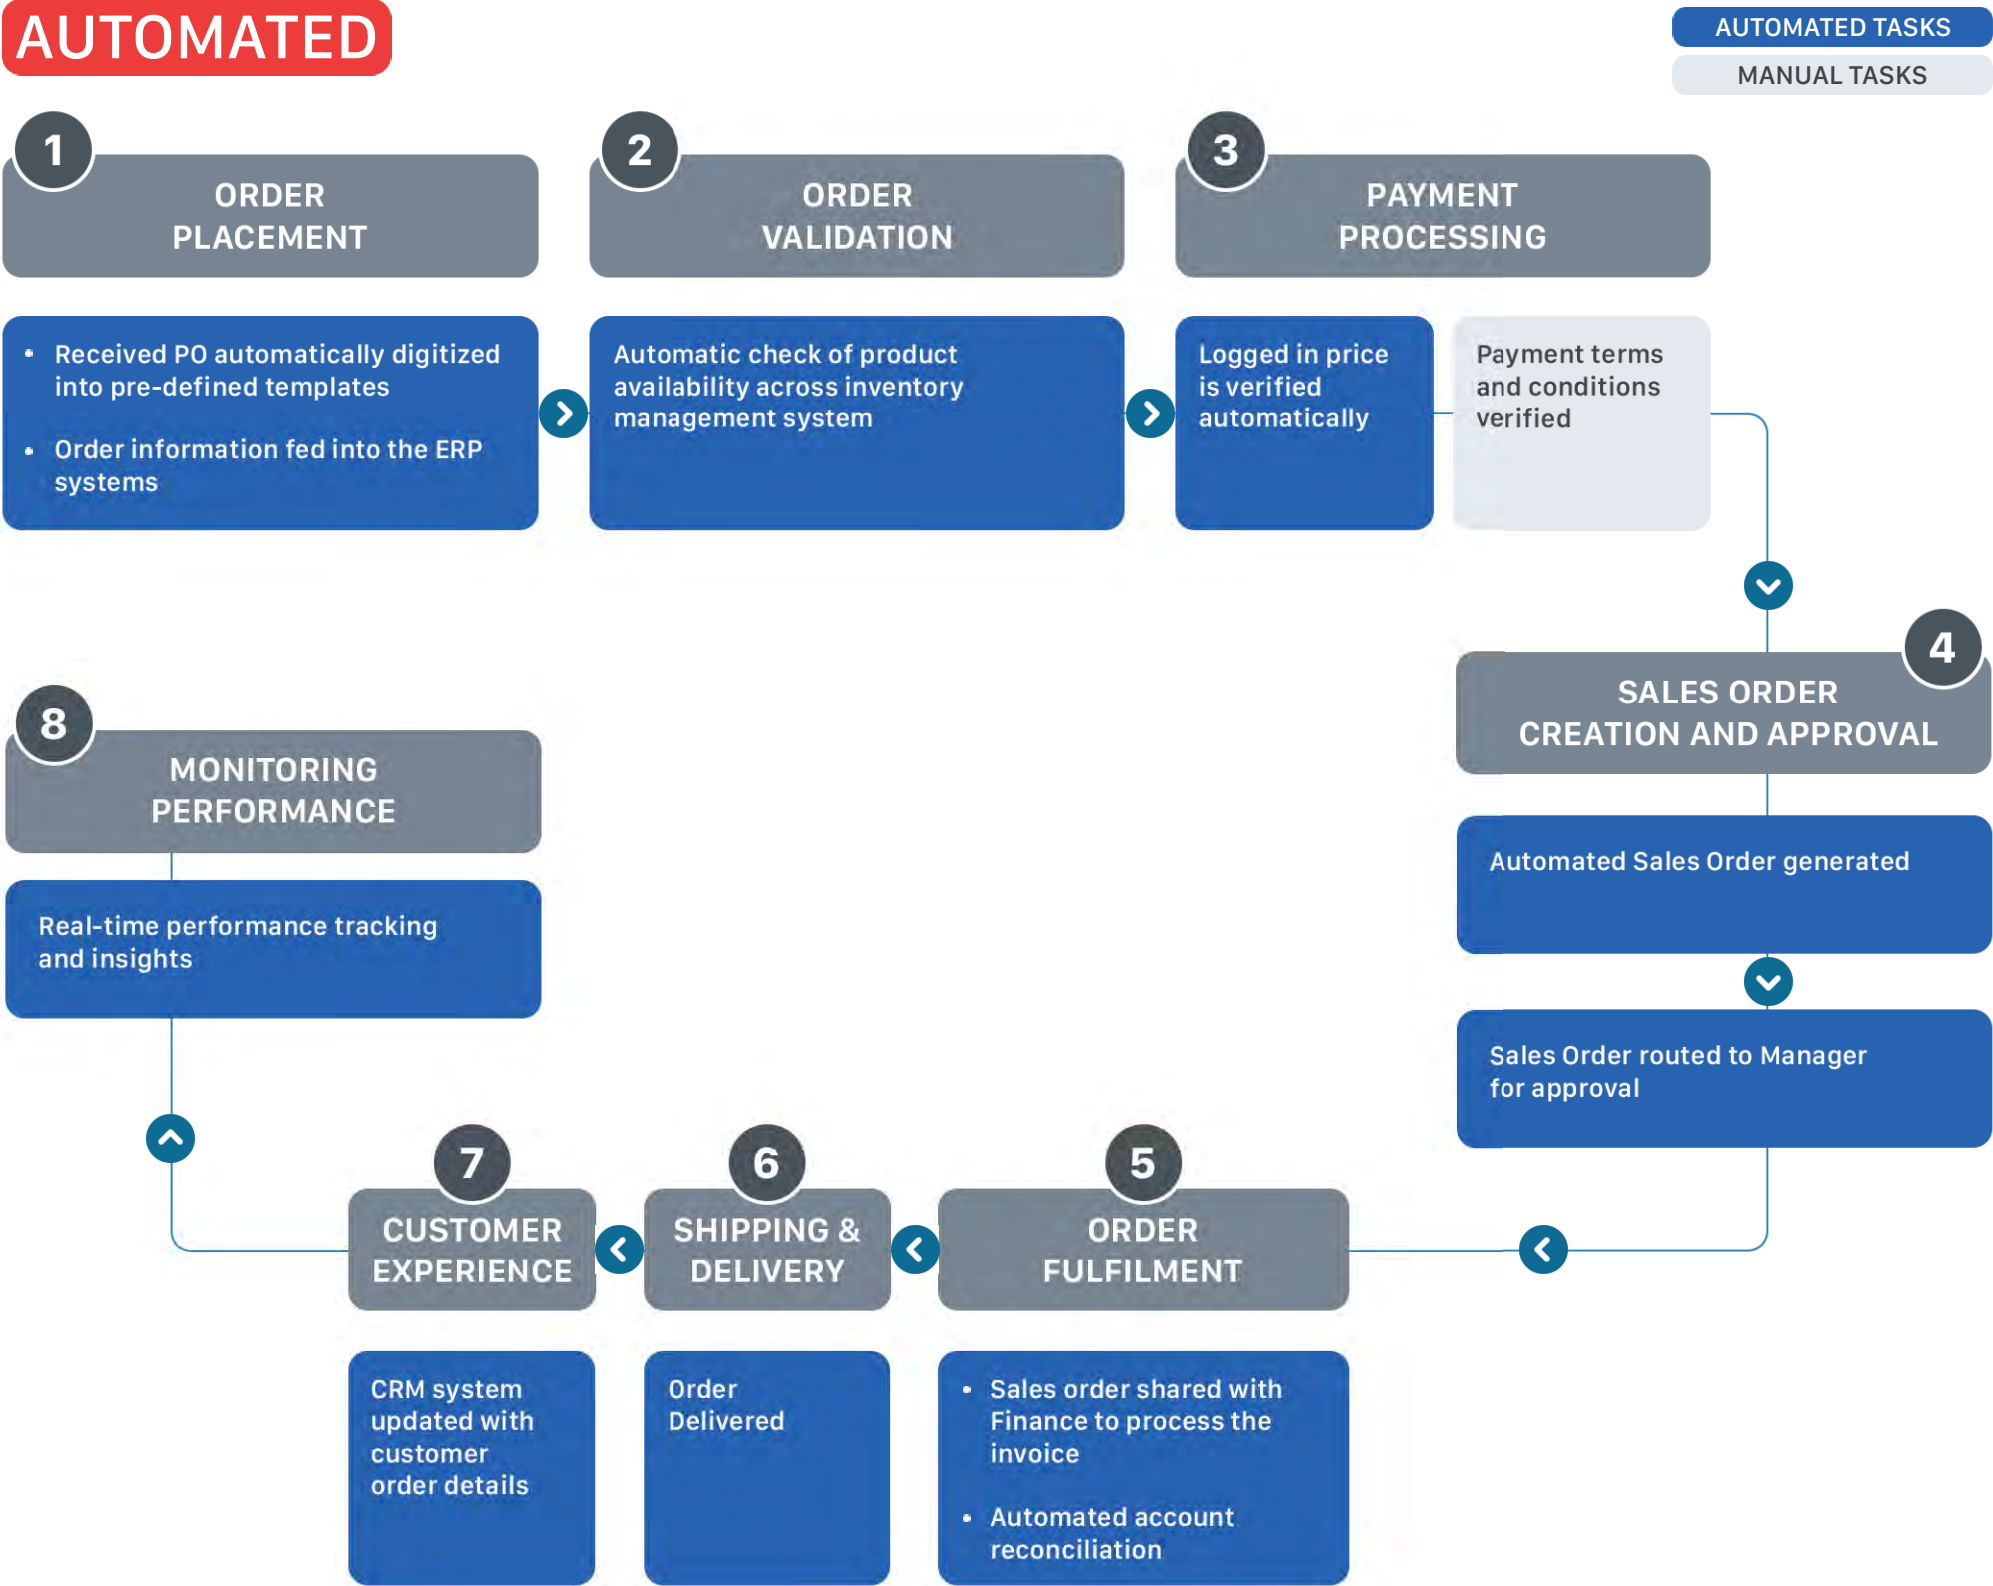 AUTOMATED
AUTOMATED TASKS
MANUAL TASKS
1
ORDER
PLACEMENT
• Received PO automatically digitized
into pre-defined templates
• Order information fed into the ERP
systems
2
ORDER
VALIDATION
Automatic check of product
availability across inventory
management system
3
PAYMENT
PROCESSING
Logged in price
is verified
automatically
Payment terms
and conditions
verified
4
SALES ORDER
CREATION AND APPROVAL
Automated Sales Order generated
Sales Order routed to Manager
for approval
5
ORDER
FULFILMENT
• Sales order shared with
Finance to process the
invoice
• Automated account
reconciliation
6
SHIPPING &
DELIVERY
Order
Delivered
7
CUSTOMER
EXPERIENCE
CRM system
updated with
customer
order details
8
MONITORING
PERFORMANCE
Real-time performance tracking
and insights